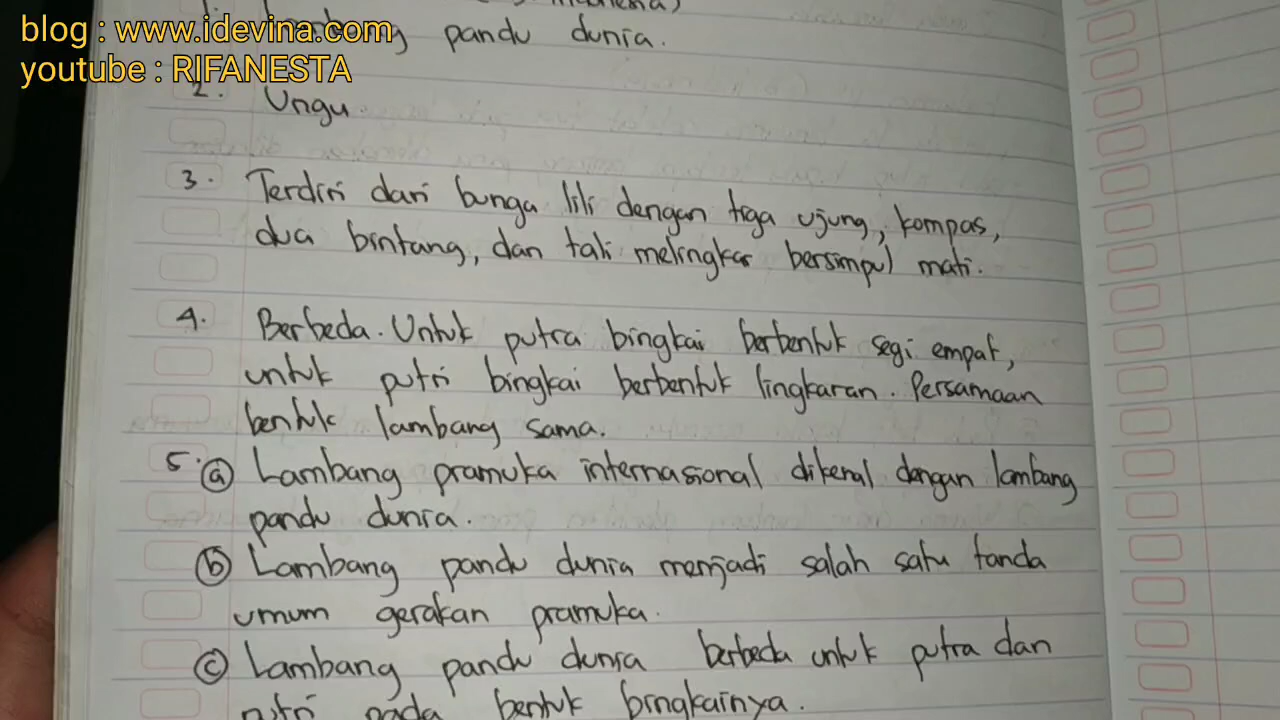 blog : www.idevina.com
youtube : RIFANESTA
pandu dunia.
2. Ungu.
3. Terdiri dari bunga lili dengan tiga ujung, kompas,
dua bintang, dan tali melingkar bersimpul mati.
4. Berbeda. Untuk putra bingkai berbentuk segi empat,
untuk putri bingkai berbentuk lingkaran. Persamaan
bentuk lambang sama.
5. a Lambang pramuka internasional dikenal dengan lambang
pandu dunia.
b Lambang pandu dunia menjadi salah satu tanda
umum gerakan pramuka.
c Lambang pandu dunia berbeda untuk putra dan
putri pada bentuk bingkainya.